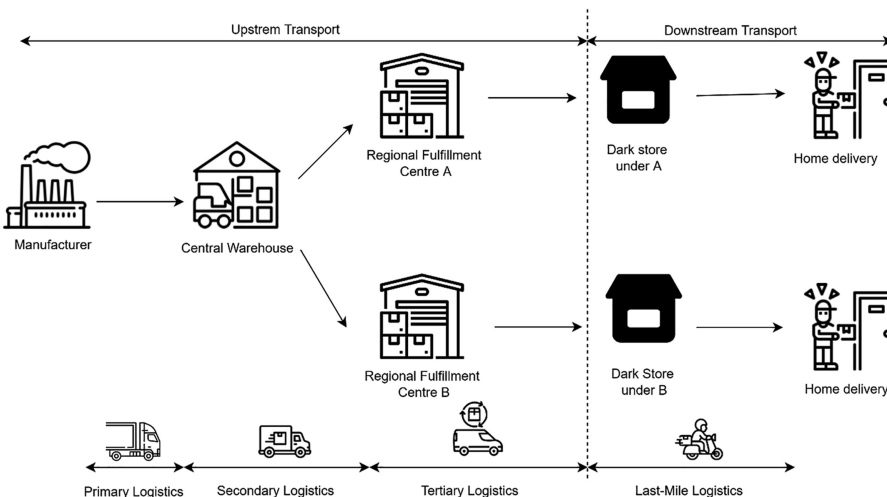 Upstrem Transport
Downstream Transport
Regional Fulfillment
Centre A
Dark store
under A
Home delivery
Manufacturer
Central Warehouse
Regional Fulfillment
Centre B
Dark Store
under B
Home delivery
Primary Logistics
Secondary Logistics
Tertiary Logistics
Last-Mile Logistics